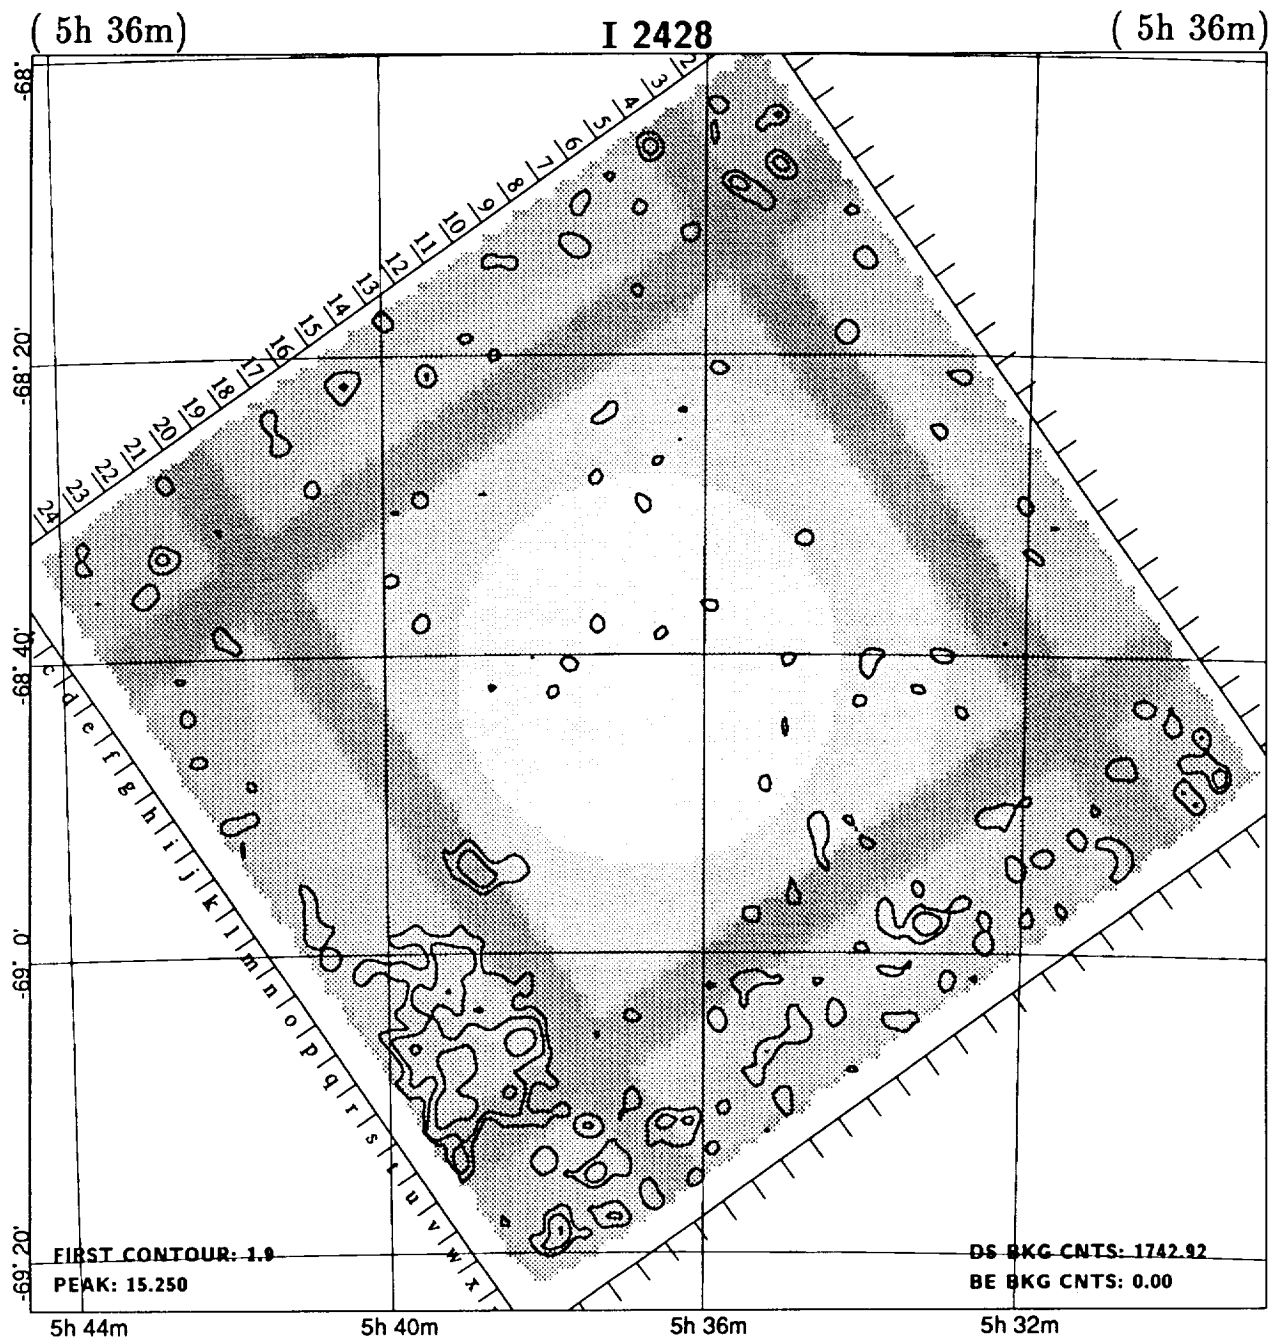 ( 5h 36m)
I 2428
( 5h 36m)
2
3
4
5
6
7
8
9
10
11
12
13
14
15
16
17
18
19
20
21
22
23
24
-68°
-68° 20'
-68° 40'
-69° 0'
-69° 20'
c
d
e
f
g
h
i
j
k
l
m
n
o
p
q
r
s
t
u
v
w
x
FIRST CONTOUR: 1.9
PEAK: 15.250
DS BKG CNTS: 1742.92
BE BKG CNTS: 0.00
5h 44m
5h 40m
5h 36m
5h 32m